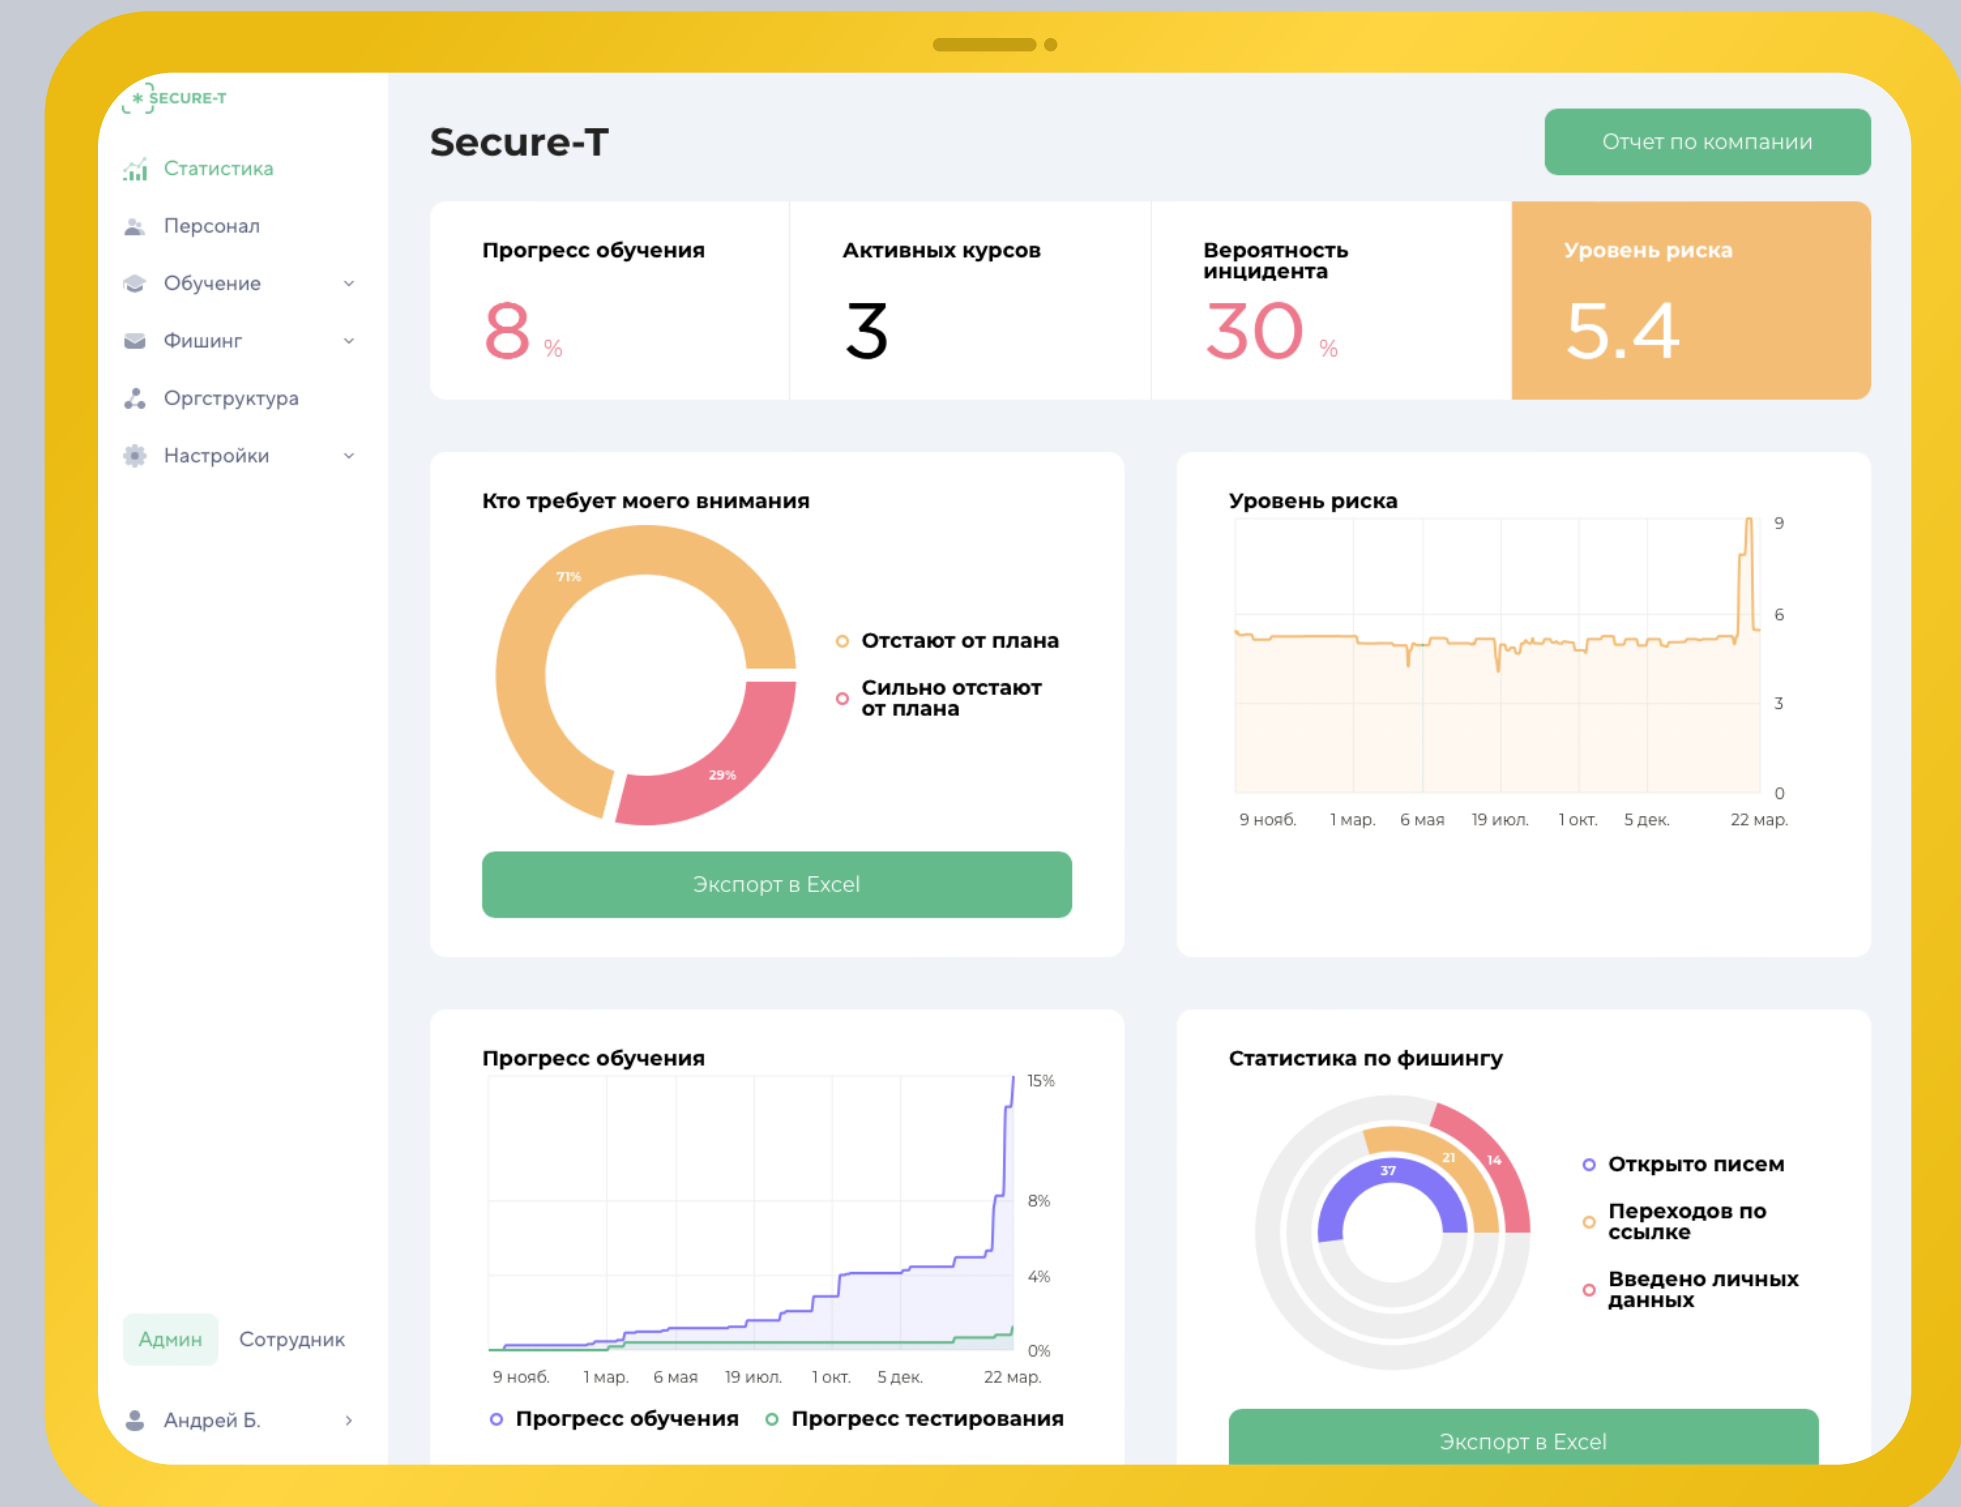 * SECURE-T
Статистика
Персонал
Обучение
Фишинг
Оргструктура
Настройки
Админ Сотрудник
Андрей Б.
Secure-T
Отчет по компании
Прогресс обучения
8 %
Активных курсов
3
Вероятность
инцидента
30 %
Уровень риска
5.4
Кто требует моего внимания
71%
29%
Отстают от плана
Сильно отстают
от плана
Экспорт в Excel
Уровень риска
9
6
3
0
9 нояб. 1 мар. 6 мая 19 июл. 1 окт. 5 дек. 22 мар.
Прогресс обучения
15%
8%
4%
0%
9 нояб. 1 мар. 6 мая 19 июл. 1 окт. 5 дек. 22 мар.
Прогресс обучения Прогресс тестирования
Статистика по фишингу
37
21
14
Открыто писем
Переходов по
ссылке
Введено личных
данных
Экспорт в Excel